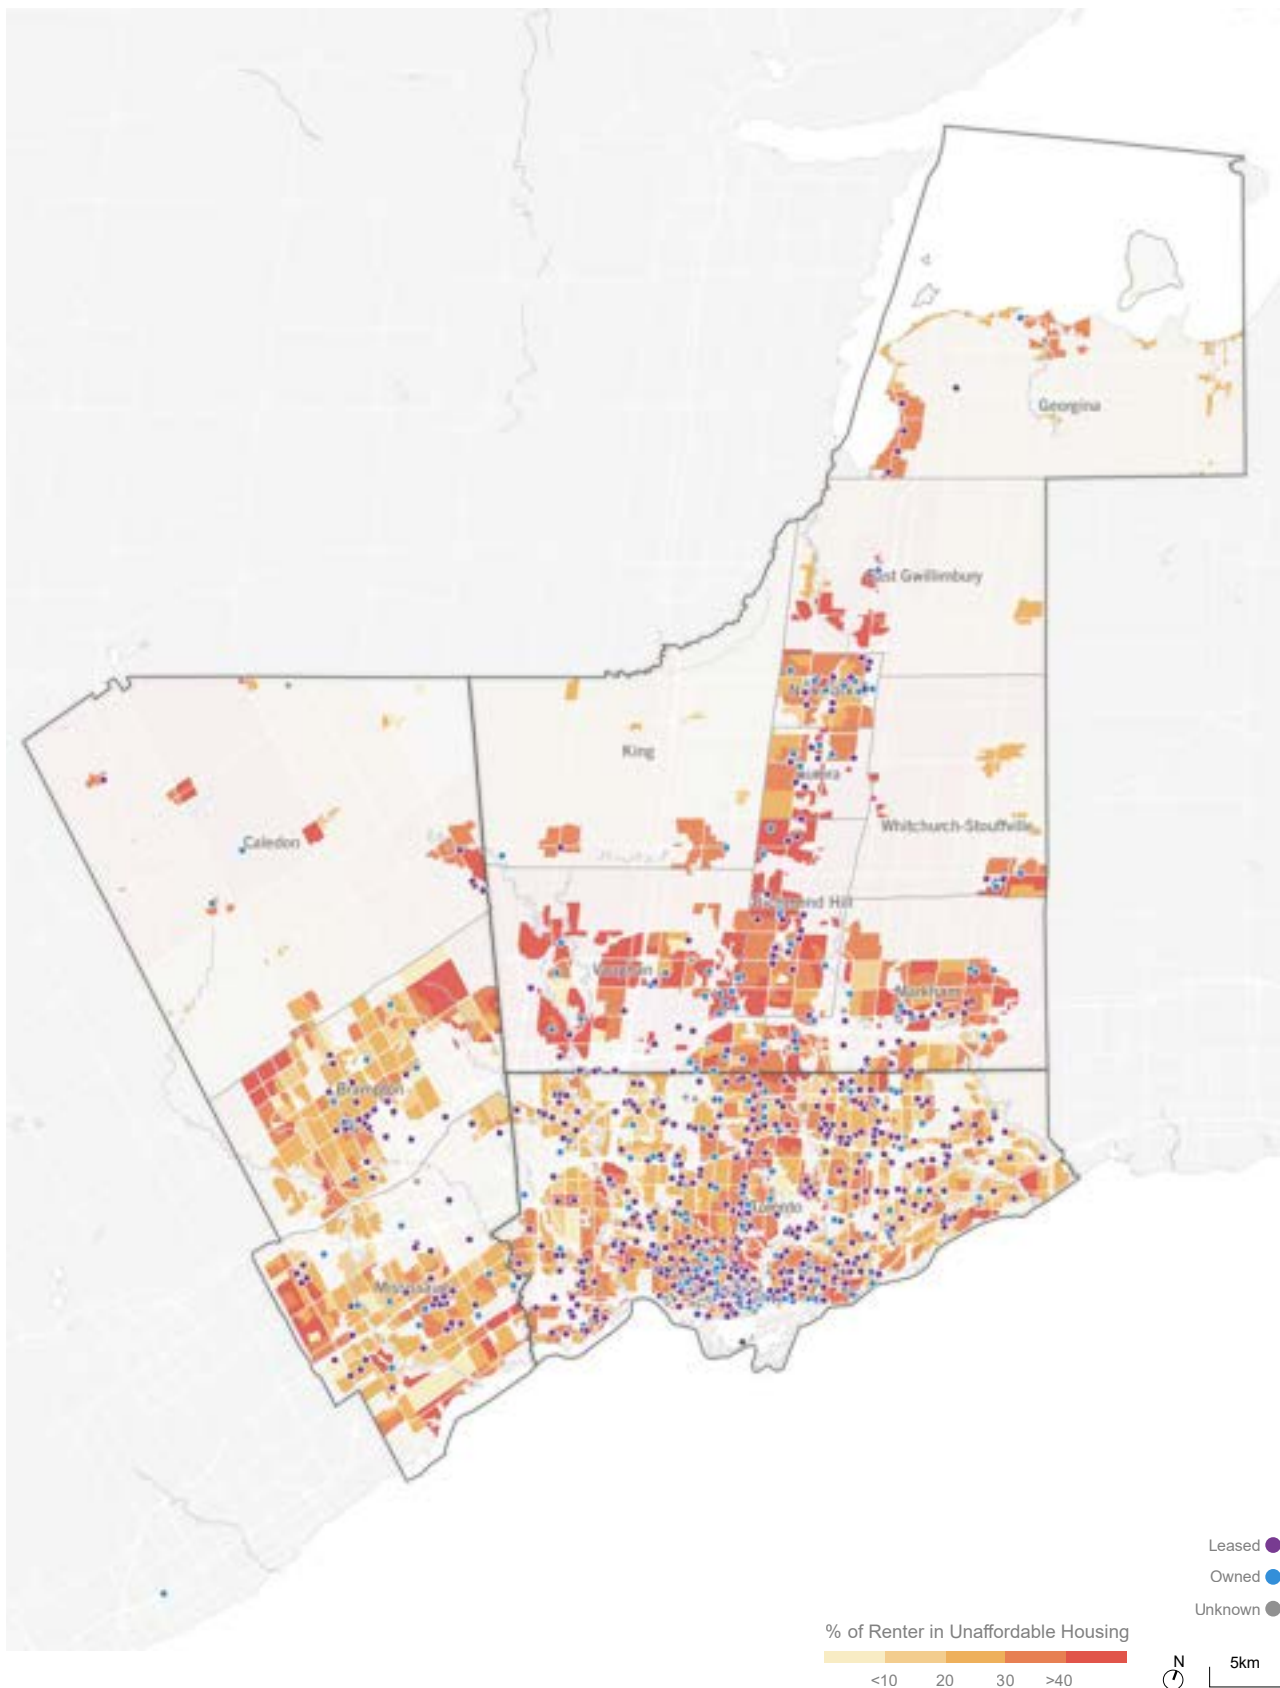 Georgina
East Gwillimbury
Newmarket
King
Aurora
Caledon
Whitchurch-Stouffville
Richmond Hill
Vaughan
Markham
Brampton
Toronto
Mississauga
Leased
Owned
Unknown
% of Renter in Unaffordable Housing
<10 20 30 >40
N
5km